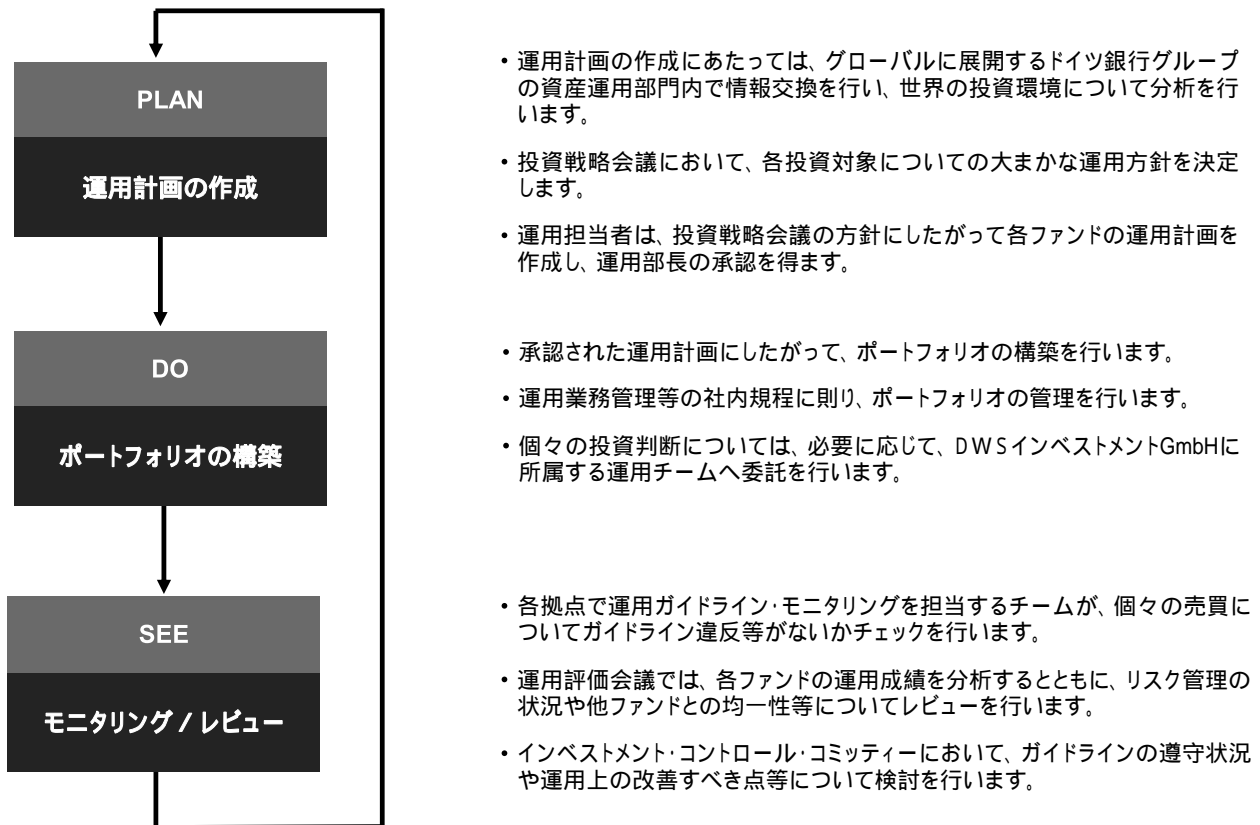 PLAN
運用計画の作成
・運用計画の作成にあたっては、グローバルに展開するドイツ銀行グループ
の資産運用部門内で情報交換を行い、世界の投資環境について分析を行
います。
・投資戦略会議において、各投資対象についての大まかな運用方針を決定
します。
・運用担当者は、投資戦略会議の方針にしたがって各ファンドの運用計画を
作成し、運用部長の承認を得ます。
DO
ポートフォリオの構築
・承認された運用計画にしたがって、ポートフォリオの構築を行います。
・運用業務管理等の社内規程に則り、ポートフォリオの管理を行います。
・個々の投資判断については、必要に応じて、DWSインベストメントGmbHに
所属する運用チームへ委託を行います。
SEE
モニタリング / レビュー
・各拠点で運用ガイドライン・モニタリングを担当するチームが、個々の売買に
ついてガイドライン違反等がないかチェックを行います。
・運用評価会議では、各ファンドの運用成績を分析するとともに、リスク管理の
状況や他ファンドとの均一性等についてレビューを行います。
・インベストメント・コントロール・コミッティーにおいて、ガイドラインの遵守状況
や運用上の改善すべき点等について検討を行います。